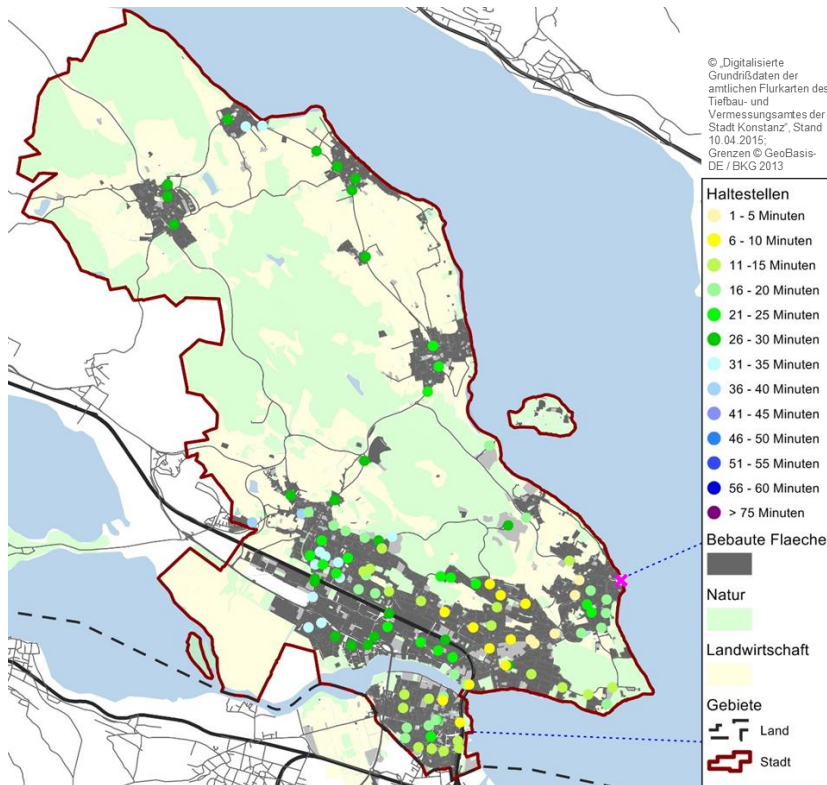 © „Digitalisierte
Grundrißdaten der
amtlichen Flurkarten des
Tiefbau- und
Vermessungsamtes der
Stadt Konstanz“, Stand
10.04.2015;
Grenzen © GeoBasis-
DE / BKG 2013
Haltestellen
1 - 5 Minuten
6 - 10 Minuten
11 -15 Minuten
16 - 20 Minuten
21 - 25 Minuten
26 - 30 Minuten
31 - 35 Minuten
36 - 40 Minuten
41 - 45 Minuten
46 - 50 Minuten
51 - 55 Minuten
56 - 60 Minuten
> 75 Minuten
Bebaute Flaeche
Natur
Landwirtschaft
Gebiete
Land
Stadt